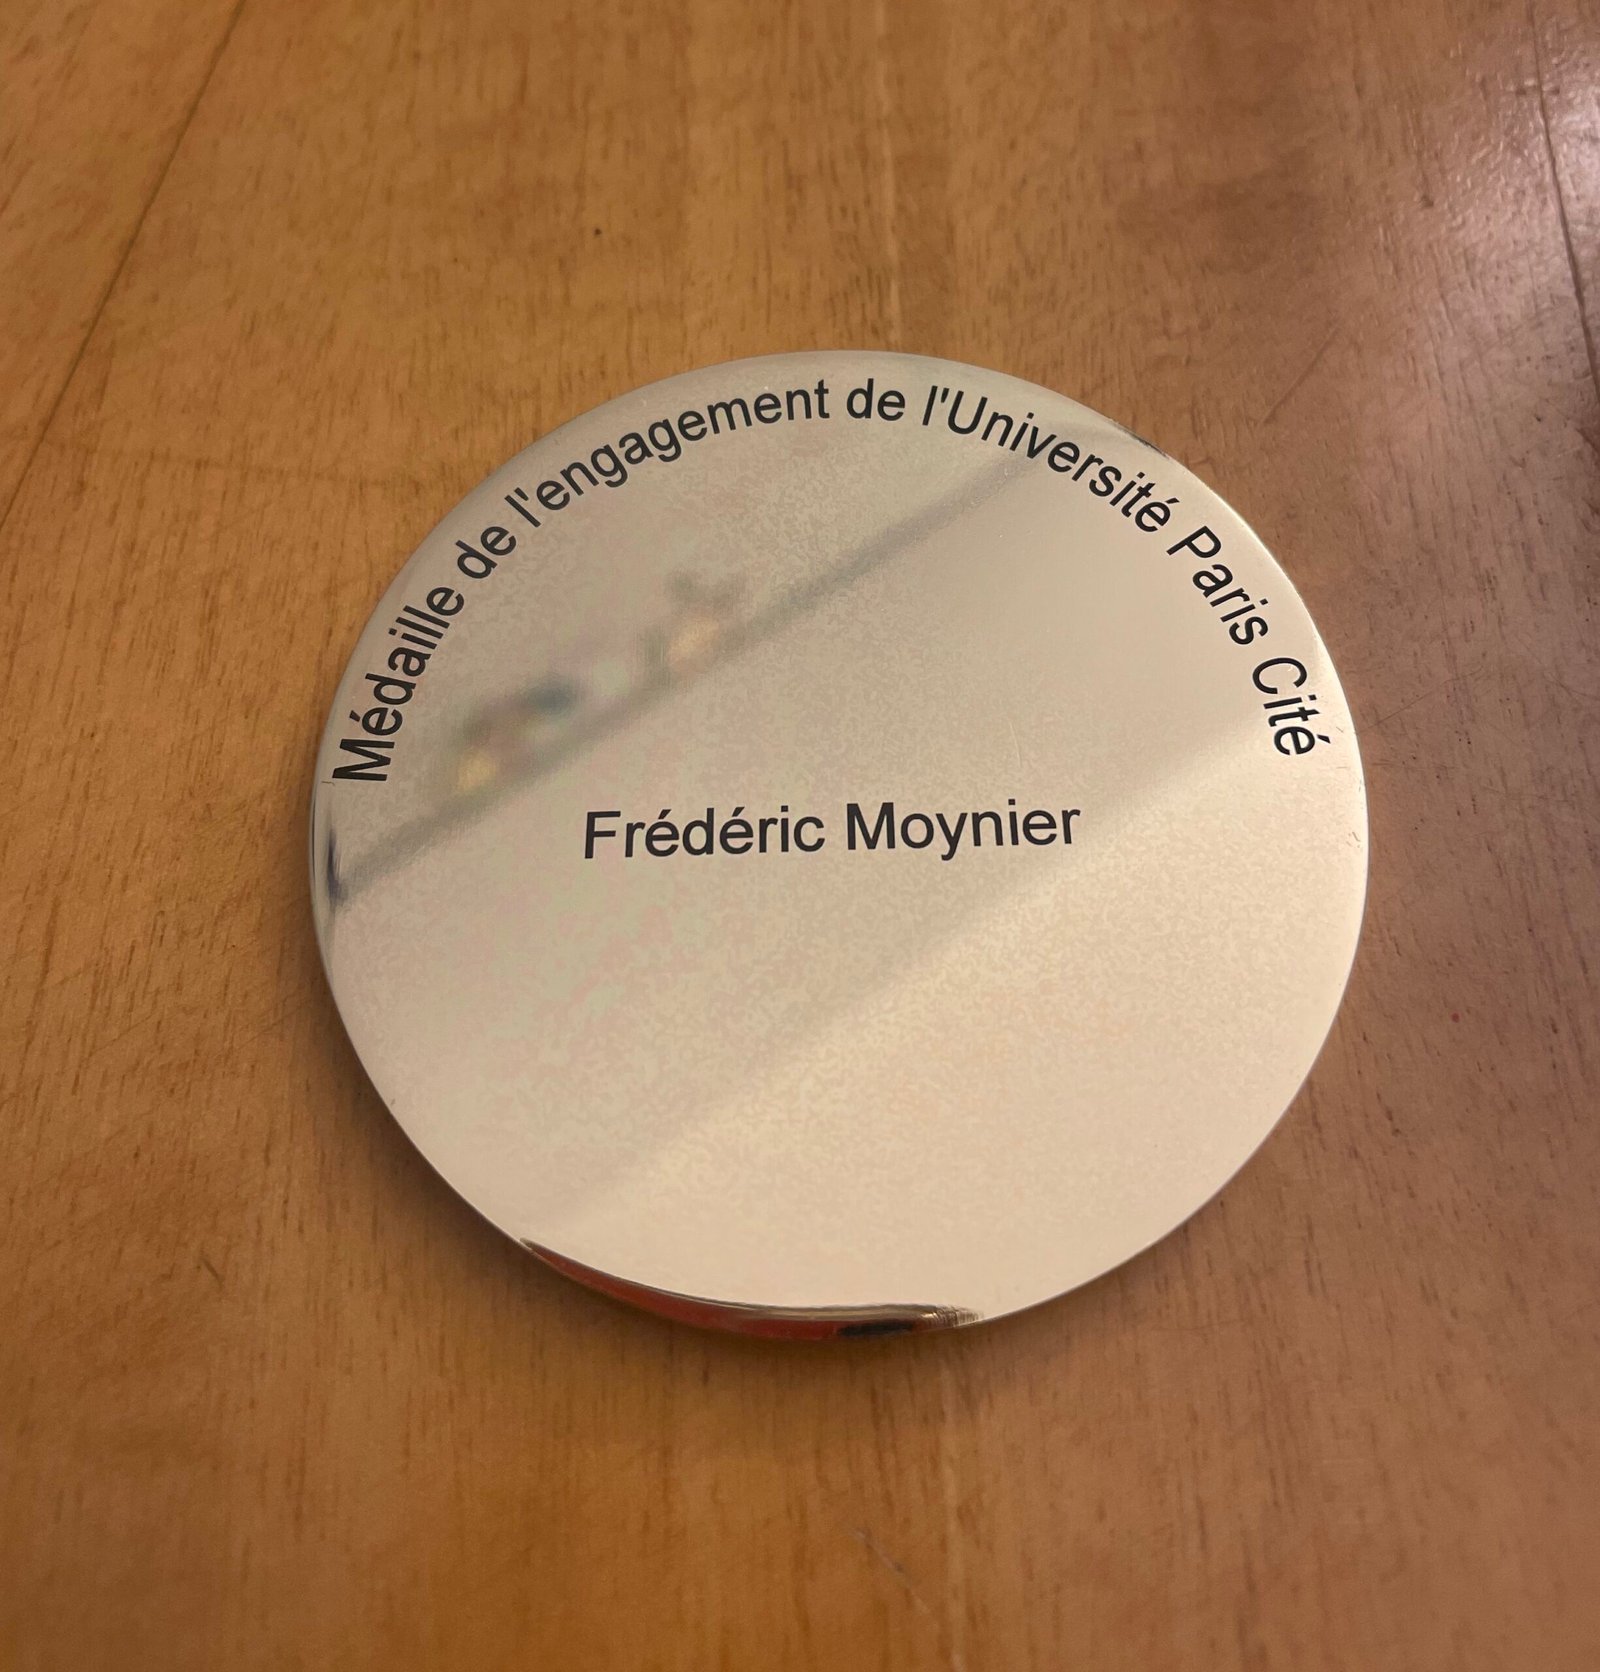 Médaille de l'engagement de l'Université Paris Cité
Frédéric Moynier